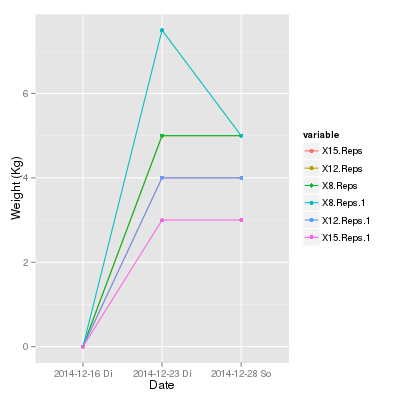 Weight (Kg)
6
4
2
0
2014-12-16 Di
2014-12-23 Di
2014-12-28 So
Date
variable
X15.Reps
X12.Reps
X8.Reps
X8.Reps.1
X12.Reps.1
X15.Reps.1